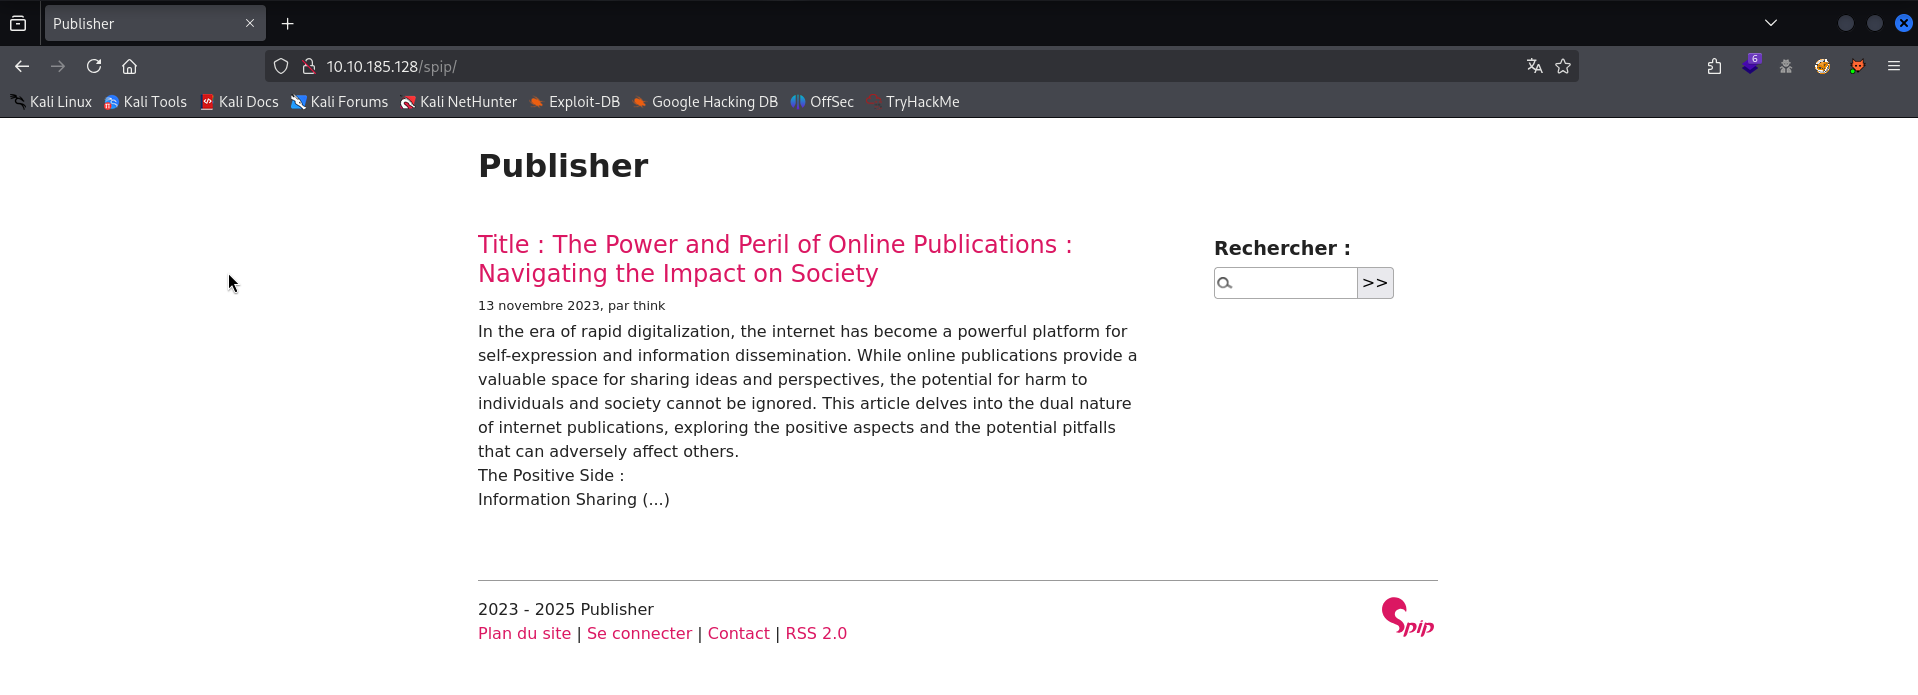 Publisher
10.10.185.128/spip/
6
Kali Linux Kali Tools Kali Docs Kali Forums Kali NetHunter Exploit-DB Google Hacking DB OffSec TryHackMe
Publisher
Title : The Power and Peril of Online Publications :
Navigating the Impact on Society
13 novembre 2023, par think
In the era of rapid digitalization, the internet has become a powerful platform for
self-expression and information dissemination. While online publications provide a
valuable space for sharing ideas and perspectives, the potential for harm to
individuals and society cannot be ignored. This article delves into the dual nature
of internet publications, exploring the positive aspects and the potential pitfalls
that can adversely affect others.
The Positive Side :
Information Sharing (...)
Rechercher :
>>
2023 - 2025 Publisher
Plan du site | Se connecter | Contact | RSS 2.0
Spip